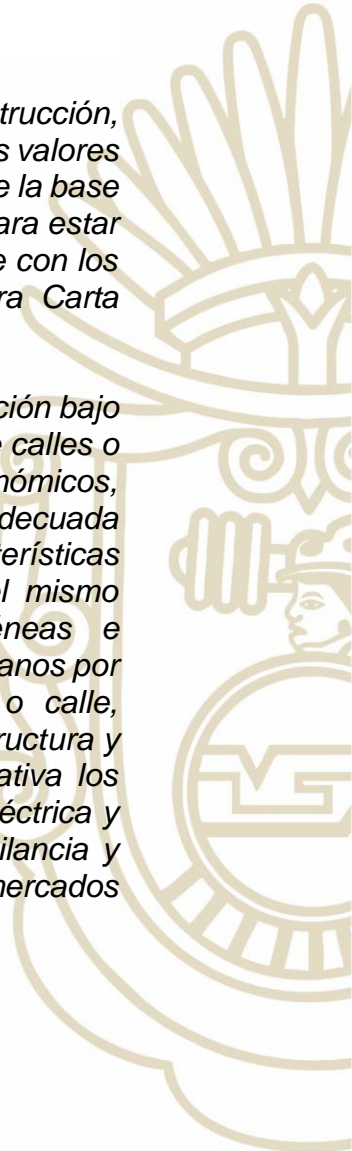 trucción,
s valores
e la base
ara estar
e con los
ra Carta
ción bajo
e calles o
nómicos,
decuada
terísticas
el mismo
éneas e
anos por
o calle,
ructura y
ativa los
éctrica y
ilancia y
mercados